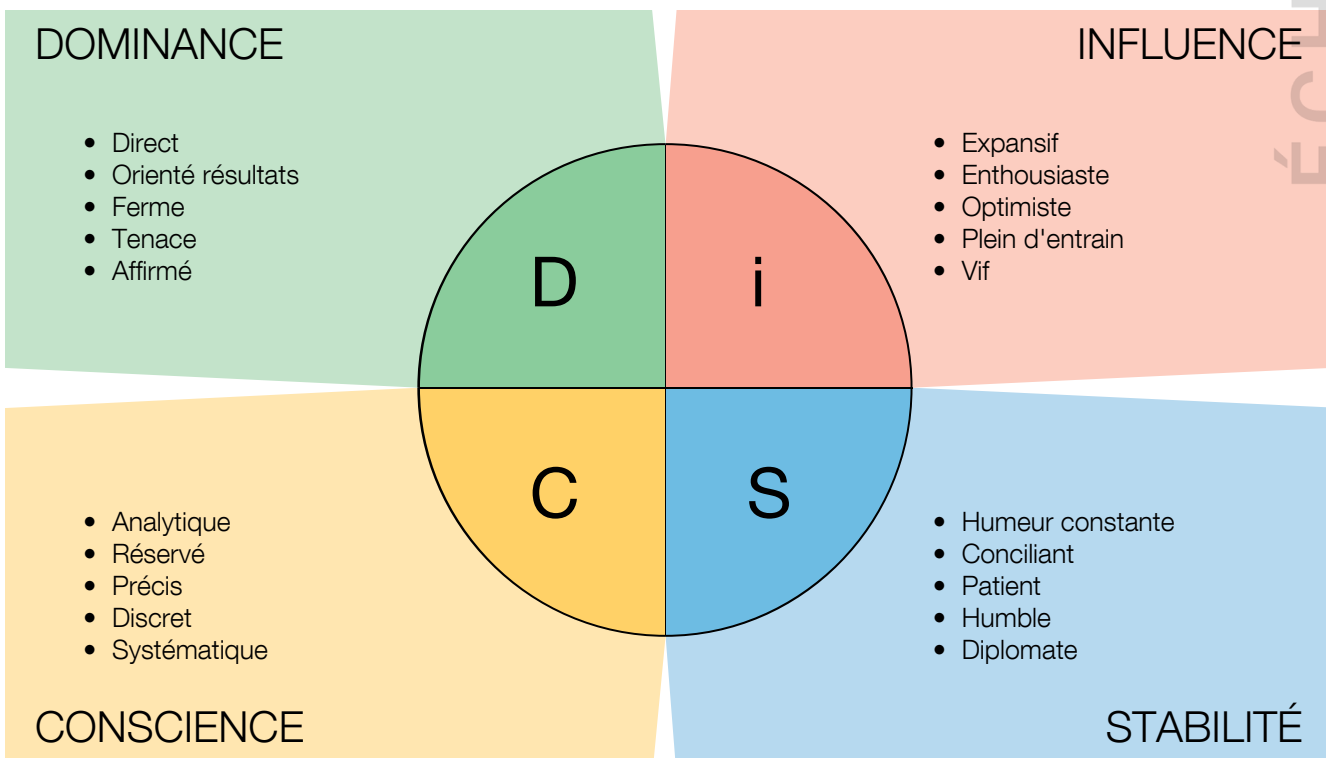 DOMINANCE
• Direct
• Orienté résultats
• Ferme
• Tenace
• Affirmé
INFLUENCE
• Expansif
• Enthousiaste
• Optimiste
• Plein d'entrain
• Vif
D
i
C
S
• Analytique
• Réservé
• Précis
• Discret
• Systématique
CONSCIENCE
• Humeur constante
• Conciliant
• Patient
• Humble
• Diplomate
STABILITÉ